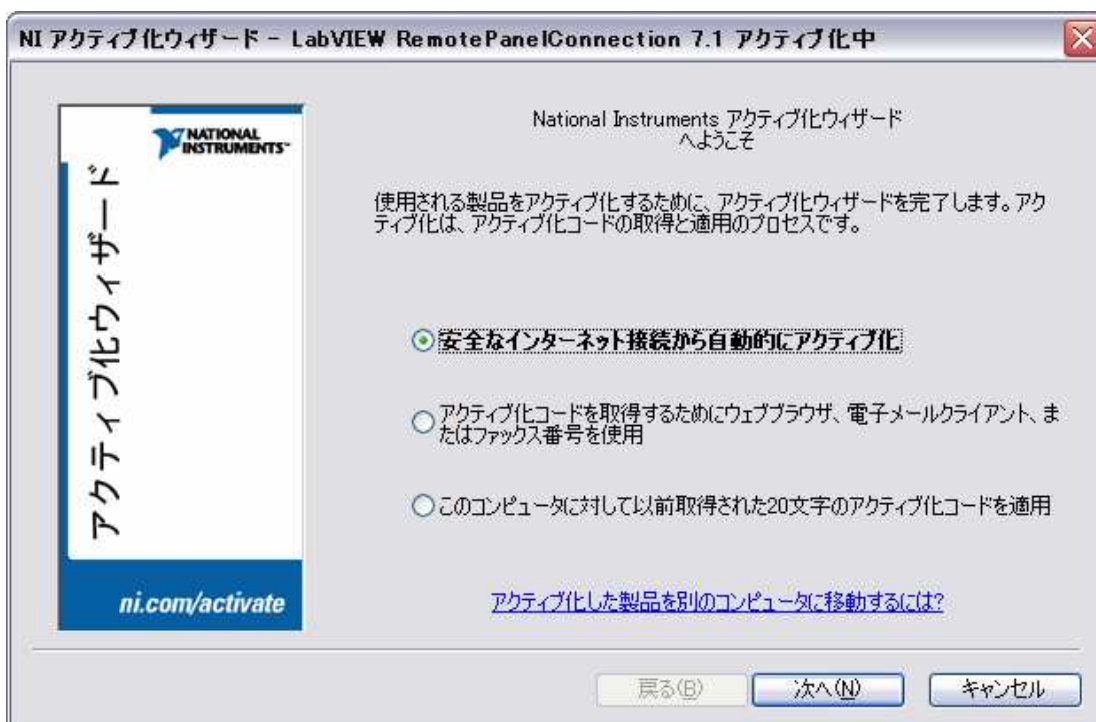 NI アクティブ化ウィザード - LabVIEW RemotePanelConnection 7.1 アクティブ化中
NATIONAL
INSTRUMENTS™
アクティブ化ウィザード
ni.com/activate
National Instruments アクティブ化ウィザード
へようこそ
使用される製品をアクティブ化するために、アクティブ化ウィザードを完了します。アク
ティブ化は、アクティブ化コードの取得と適用のプロセスです。
安全なインターネット接続から自動的にアクティブ化
アクティブ化コードを取得するためにウェブブラウザ、電子メールクライアント、ま
たはファックス番号を使用
このコンピュータに対して以前取得された20文字のアクティブ化コードを適用
アクティブ化した製品を別のコンピュータに移動するには?
戻る(B)
次へ(N)
キャンセル